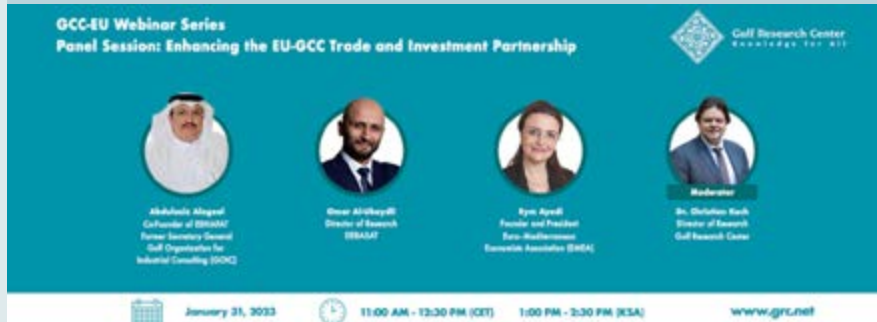 GCC-EU Webinar Series
Panel Session: Enhancing the EU-GCC Trade and Investment Partnership
Gulf Research Center
Knowledge for All
Abdulaziz Alageel
Co-Founder of
Former Secretary General
Gulf Organization for
Industrial Consulting (GOIC)
Omar Al-Ubaydli
Director of Research
Rym Ayadi
Founder and President
Euro-Mediterranean
Economists Association (EMEA)
Moderator
Dr. Christian Koch
Director of Research
Gulf Research Center
January 31, 2023
11:00 AM - 12:30 PM (CET)
1:00 PM - 2:30 PM (KSA)
www.grc.net